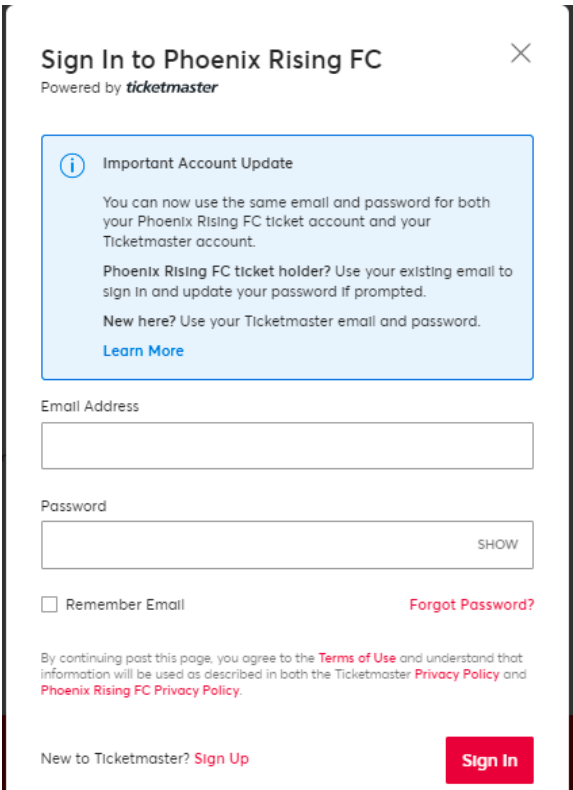 Sign In to Phoenix Rising FC
Powered by ticketmaster
Important Account Update
You can now use the same email and password for both
your Phoenix Rising FC ticket account and your
Ticketmaster account.
Phoenix Rising FC ticket holder? Use your existing email to
sign in and update your password if prompted.
New here? Use your Ticketmaster email and password.
Learn More
Email Address
Password
SHOW
Remember Email
Forgot Password?
By continuing past this page, you agree to the Terms of Use and understand that
information will be used as described in both the Ticketmaster Privacy Policy and
Phoenix Rising FC Privacy Policy.
New to Ticketmaster? Sign Up
Sign In